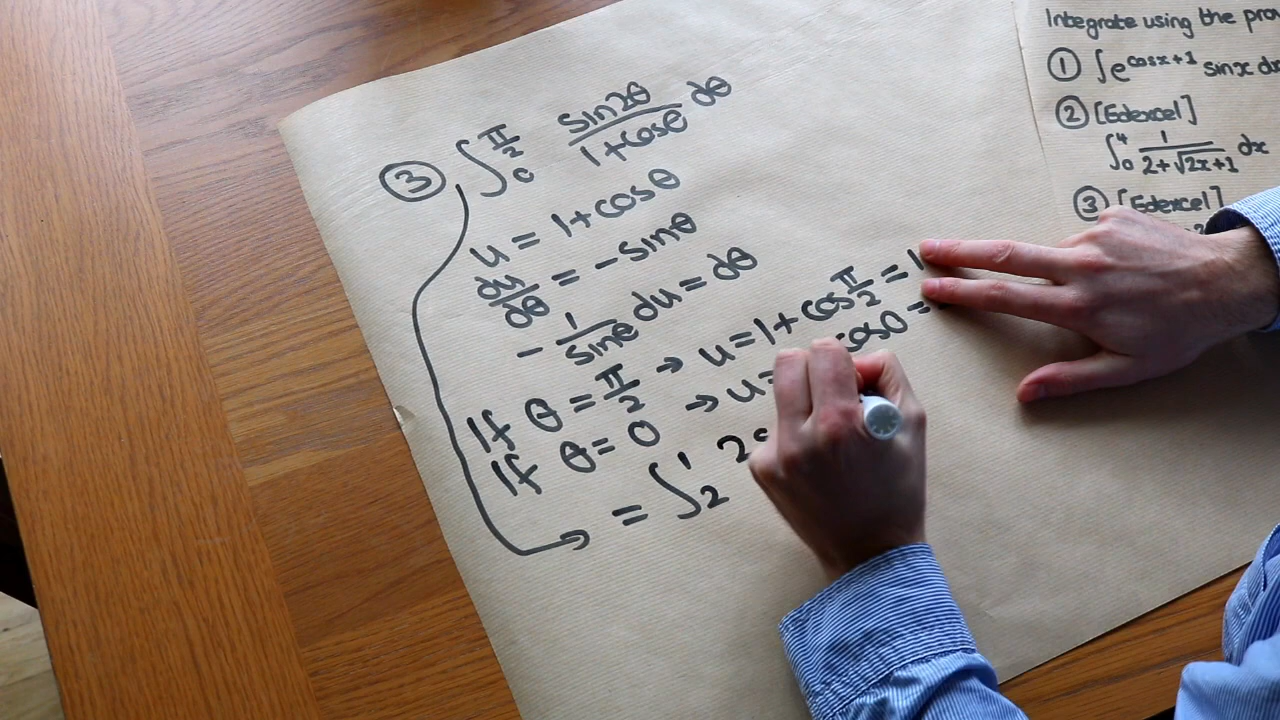 ③ ∫₀^(π/2) sin2θ/(1+cosθ) dθ
u = 1+cosθ
du/dθ = -sinθ
-1/sinθ du = dθ
If θ = π/2 → u = 1+cos π/2 = 1
If θ = 0 → u = cos0 =
= ∫₂¹ 2
Integrate using the
① ∫e^(cosx+1) sinx dx
② [Edexcel]
∫₀⁴ 1/(2+√(2x+1)) dx
③ [Edexcel]